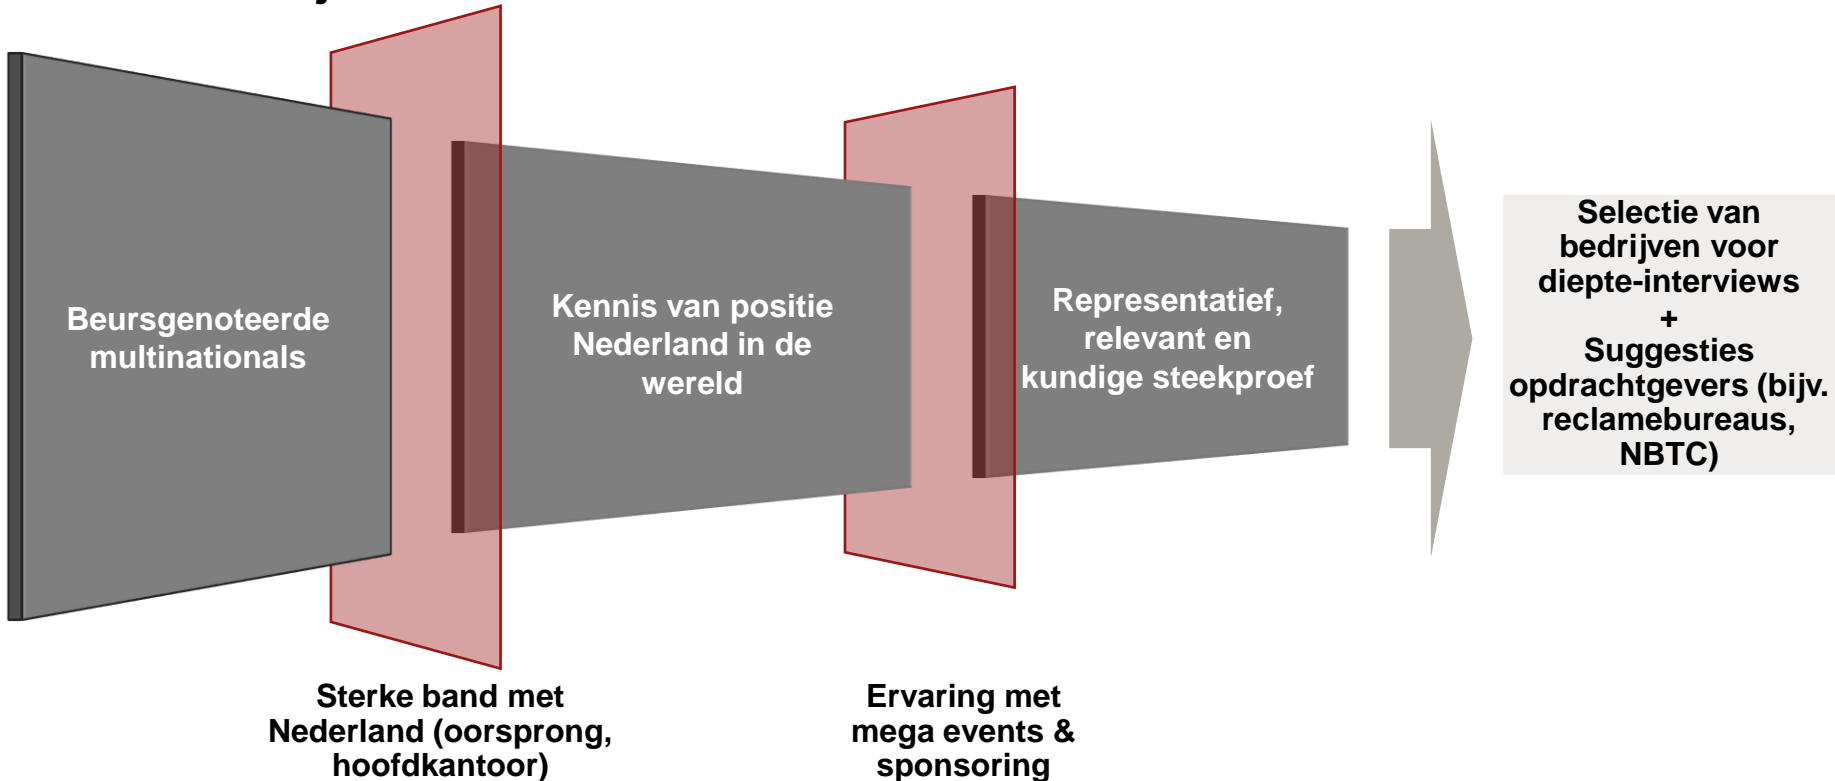 Beursgenoteerde
multinationals
Kennis van positie
Nederland in de
wereld
Representatief,
relevant en
kundige steekproef
Selectie van
bedrijven voor
diepte-interviews
+
Suggesties
opdrachtgevers (bijv.
reclamebureaus,
NBTC)
Sterke band met
Nederland (oorsprong,
hoofdkantoor)
Ervaring met
mega events &
sponsoring